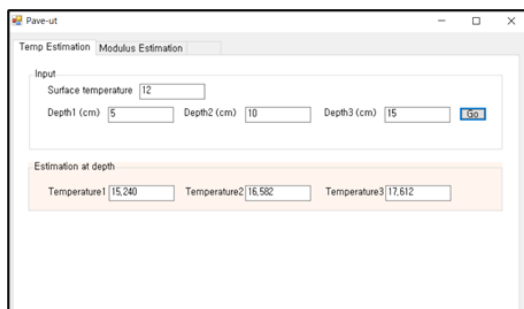 Pave-ut
Temp Estimation Modulus Estimation
Input
Surface temperature 12
Depth1 (cm) 5 Depth2 (cm) 10 Depth3 (cm) 15 Go
Estimation at depth
Temperature1 15,240 Temperature2 16,582 Temperature3 17,612